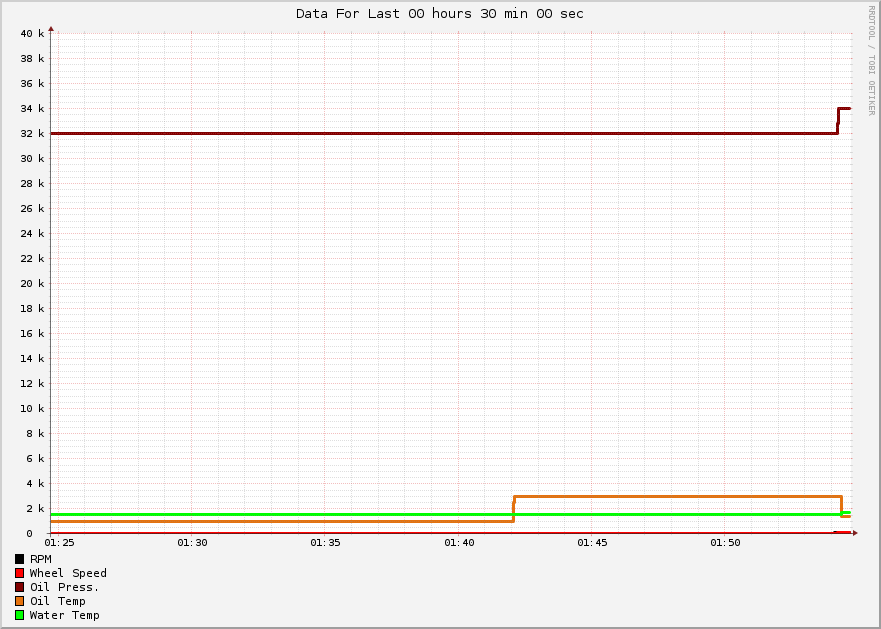 Data For Last 00 hours 30 min 00 sec
RRDTOOL / TOBI OETIKER
40 k
38 k
36 k
34 k
32 k
30 k
28 k
26 k
24 k
22 k
20 k
18 k
16 k
14 k
12 k
10 k
8 k
6 k
4 k
2 k
0
01:25 01:30 01:35 01:40 01:45 01:50
RPM
Wheel Speed
Oil Press.
Oil Temp
Water Temp